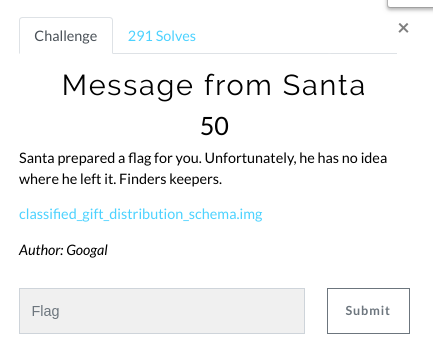 Challenge
291 Solves
×
Message from Santa
50
Santa prepared a flag for you. Unfortunately, he has no idea
where he left it. Finders keepers.
classified_gift_distribution_schema.img
Author: Googal
Flag
Submit